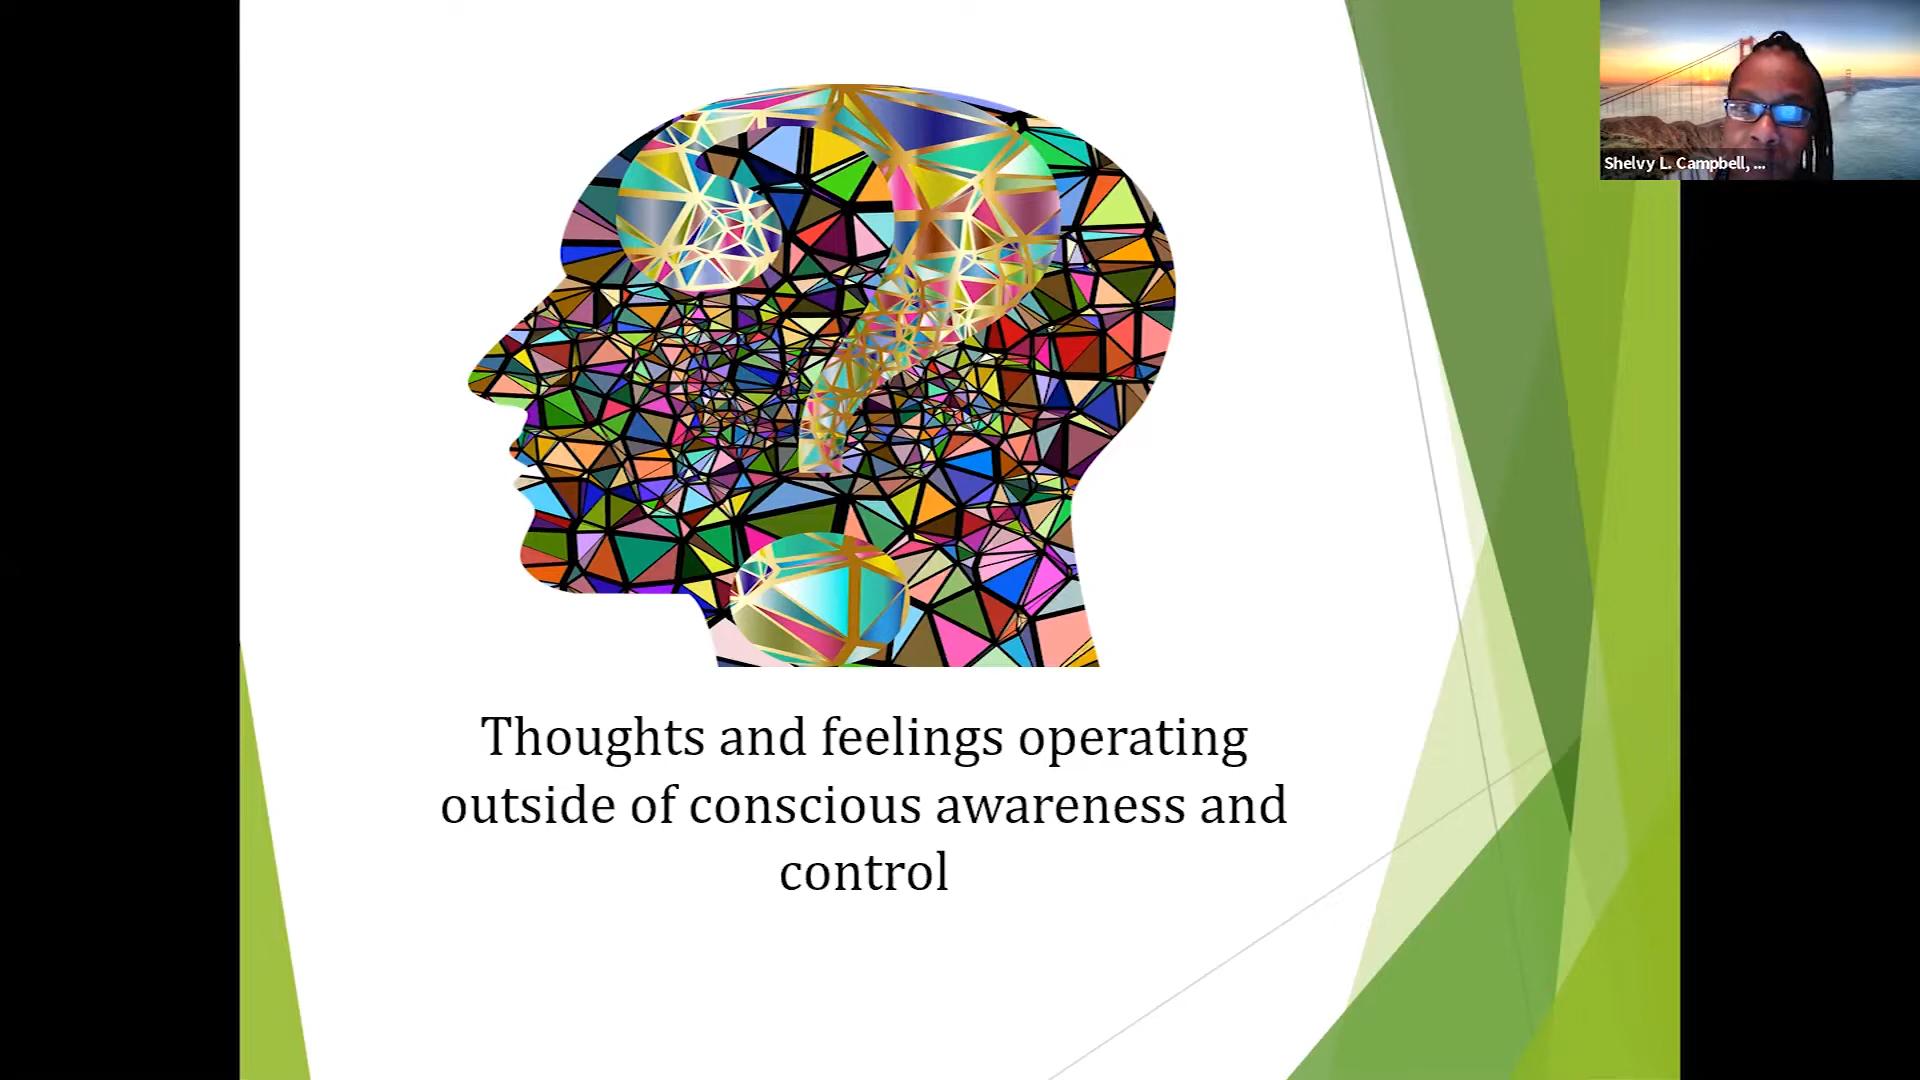 Shelvy L. Campbell, ...
Thoughts and feelings operating
outside of conscious awareness and
control